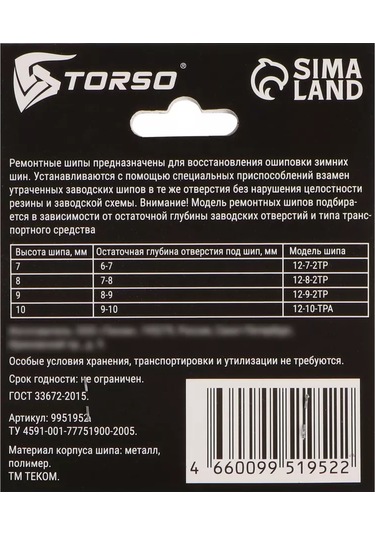 TORSO®
SIMA
LAND
Ремонтные шипы предназначены для восстановления ошиповки зимних
шин. Устанавливаются с помощью специальных приспособлений взамен
утраченных заводских шипов в те же отверстия без нарушения целостности
резины и заводской схемы. Внимание! Модель ремонтных шипов подбира-
ется в зависимости от остаточной глубины заводских отверстий и типа транс-
портного средства
Высота шипа, мм Остаточная глубина отверстия под шип, мм Модель шипа
7 6-7 12-7-2ТР
8 7-8 12-8-2ТР
9 8-9 12-9-2ТР
10 9-10 12-10-ТРА
Особые условия хранения, транспортировки и утилизации не требуются.
Срок годности: не ограничен.
ГОСТ 33672-2015.
Артикул: 9951952
ТУ 4591-001-77751900-2005.
Материал корпуса шипа: металл,
полимер.
ТМ ТЕКОМ.
4 660099 519522